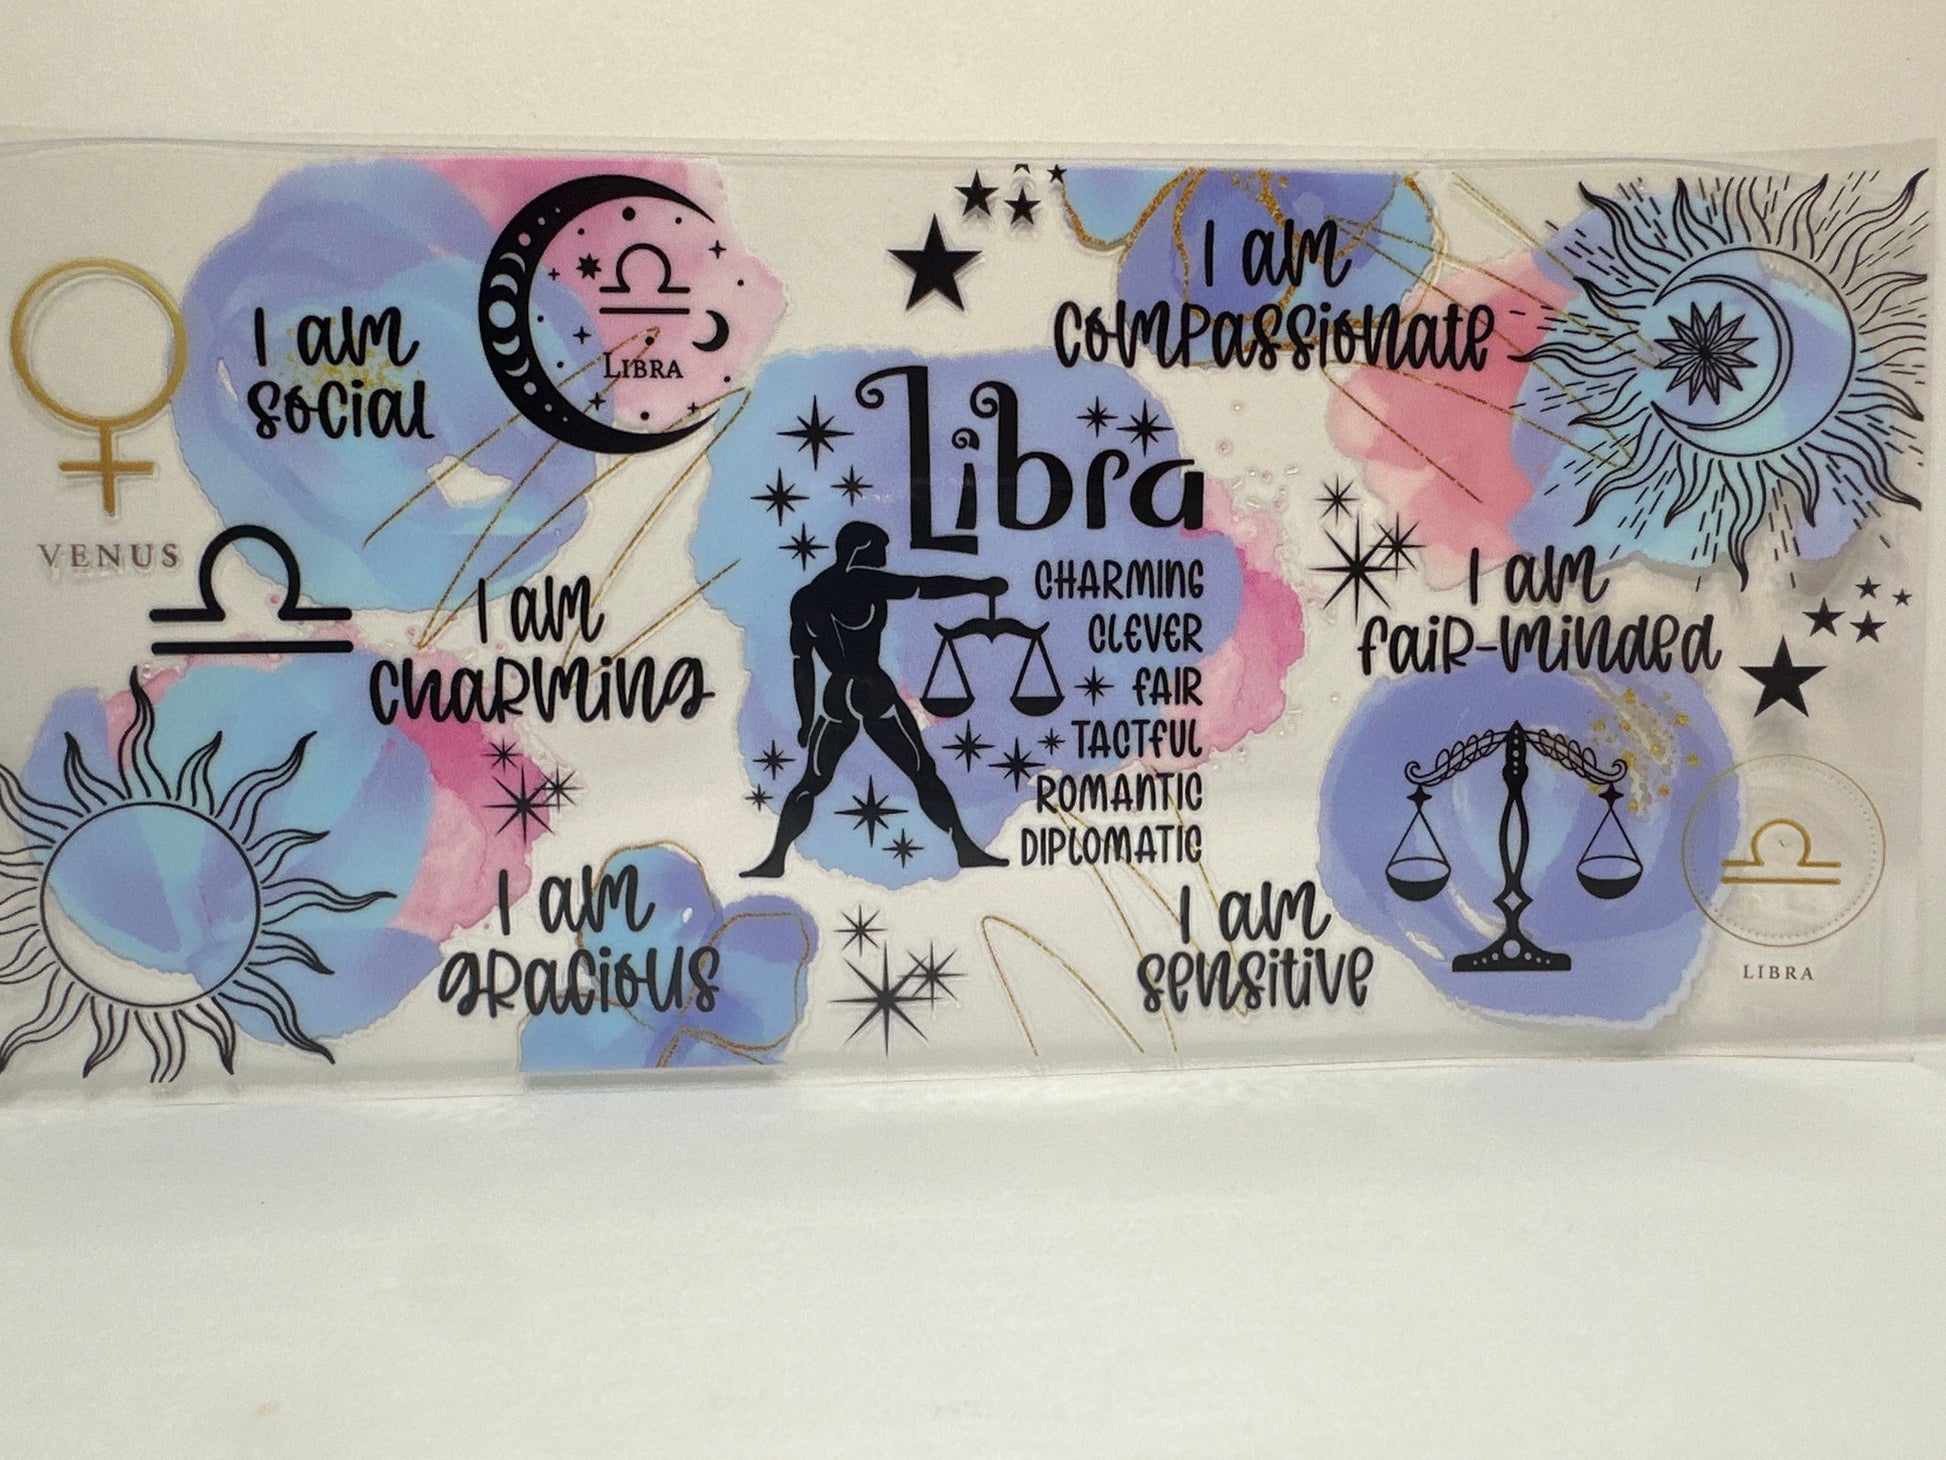 I am
social
LIBRA
VENUS
I am
charming
I am
gracious
Libra
CHARMING
CLEVER
FAIR
TACTFUL
ROMANTIC
DIPLOMATIC
I am
compassionate
I am
fair-minded
I am
sensitive
LIBRA